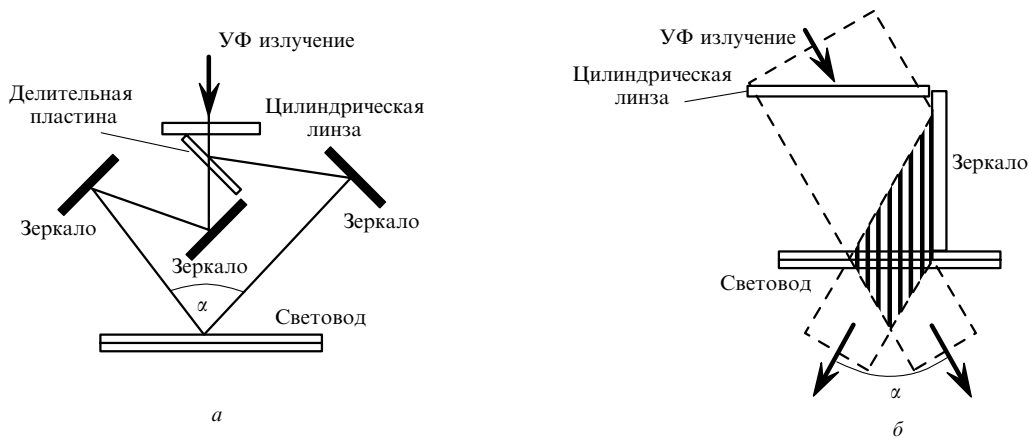 УФ излучение
Делительная
пластина
Цилиндрическая
линза
Зеркало
Зеркало
Зеркало
α
Световод
а
УФ излучение
Цилиндрическая
линза
Зеркало
Световод
α
б